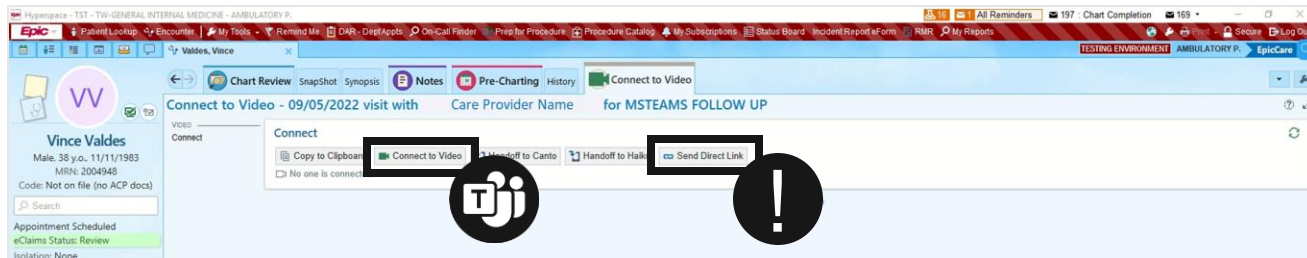 Hyperspace - TST - TW-GENERAL INTERNAL MEDICINE - AMBULATORY P.
16 1 All Reminders 197 : Chart Completion 169
Epic Patient Lookup Encounter My Tools Remind Me DAR - DeptAppts On-Call Finder Prep for Procedure Procedure Catalog My Subscriptions Status Board Incident Report eForm RMR My Reports Print Secure Log Ou
Valdes, Vince
TESTING ENVIRONMENT AMBULATORY P. EpicCare
Chart Review SnapShot Synopsis Notes Pre-Charting History Connect to Video
VV
Connect to Video - 09/05/2022 visit with Care Provider Name for MSTEAMS FOLLOW UP
VIDEO
Connect
Connect
Copy to Clipboard Connect to Video Handoff to Canto Handoff to Haiku Send Direct Link
No one is connect
T
!
Vince Valdes
Male, 38 y.o., 11/11/1983
MRN: 2004948
Code: Not on file (no ACP docs)
Search
Appointment Scheduled
eClaims Status: Review
Isolation: None